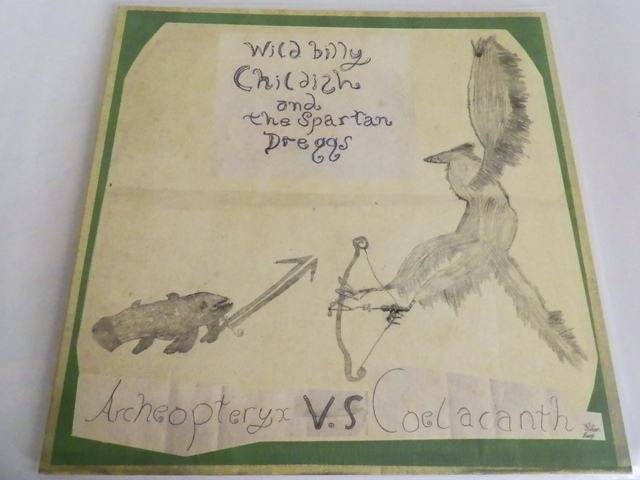 Wild billy
Childish
and
the Spartan
Dreggs
Archeopteryx V.S Coelacanth